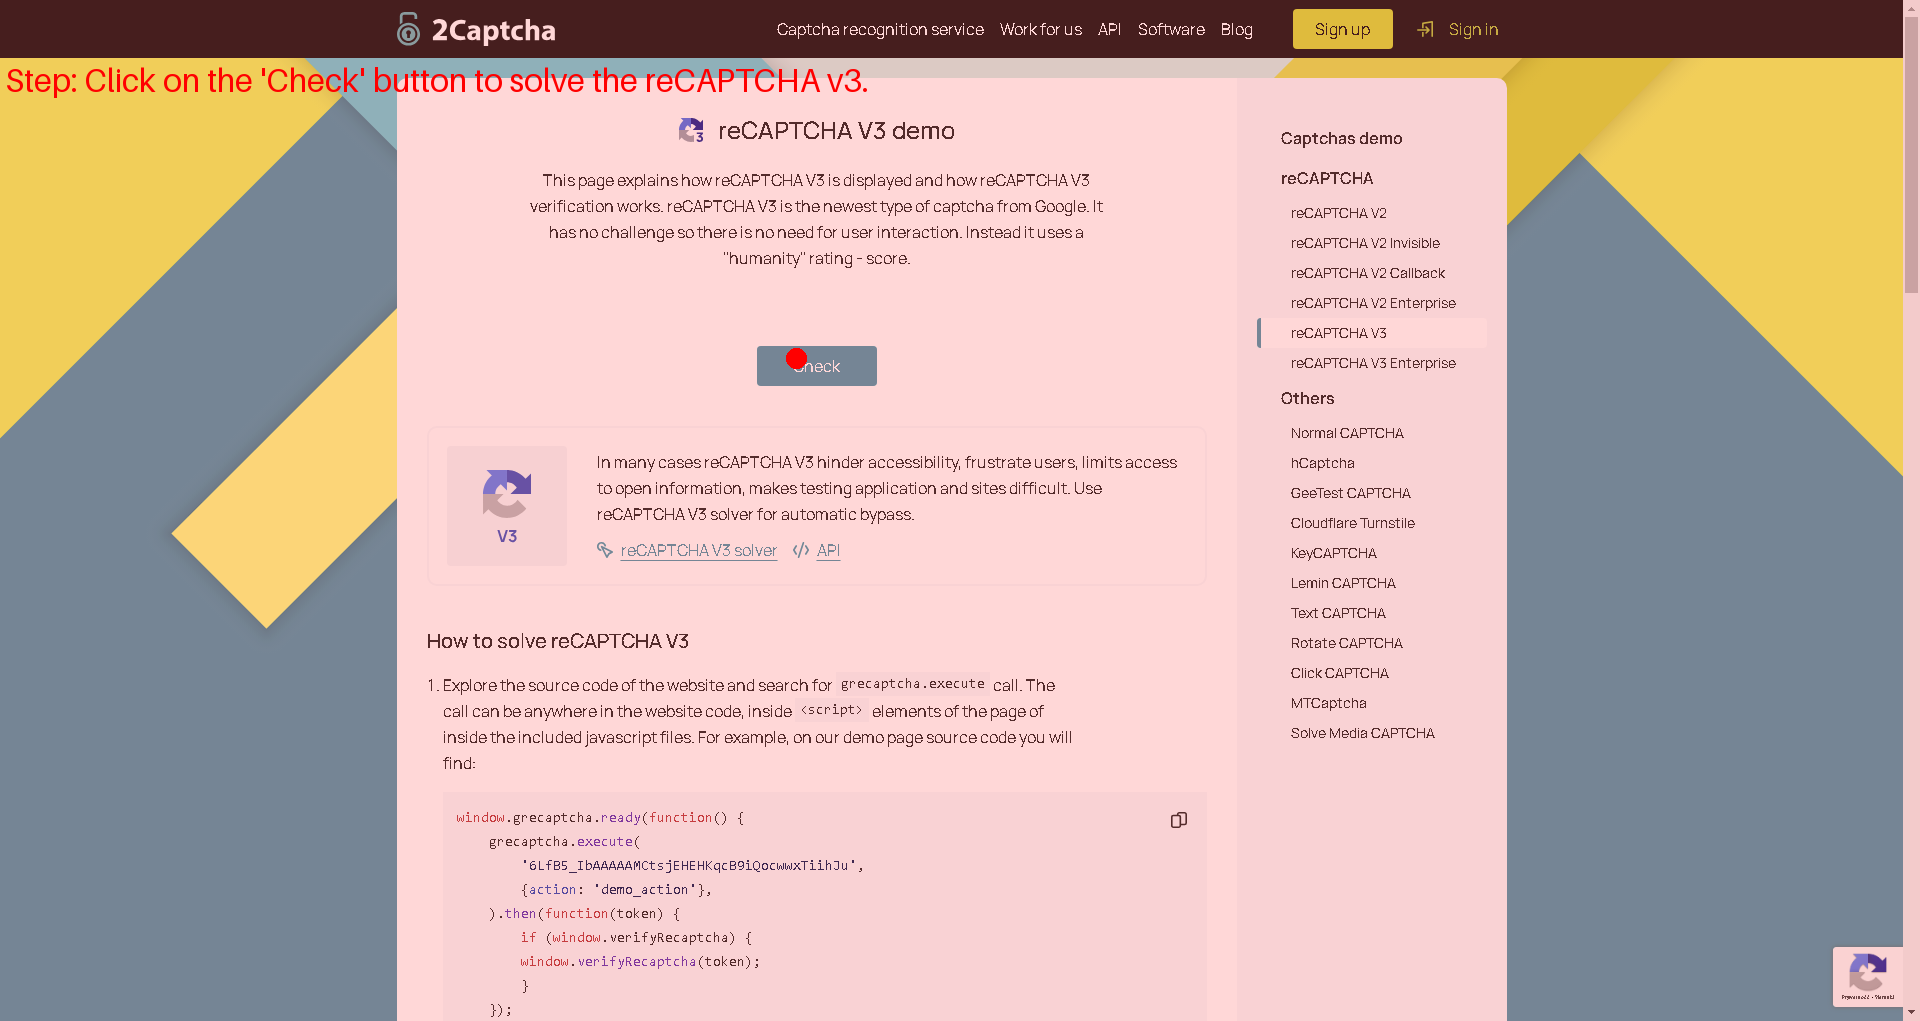 2Captcha
Captcha recognition service Work for us API Software Blog Sign up Sign in
Step: Click on the 'Check' button to solve the reCAPTCHA v3.
reCAPTCHA V3 demo
This page explains how reCAPTCHA V3 is displayed and how reCAPTCHA V3
verification works. reCAPTCHA V3 is the newest type of captcha from Google. It
has no challenge so there is no need for user interaction. Instead it uses a
"humanity" rating - score.
Check
V3
In many cases reCAPTCHA V3 hinder accessibility, frustrate users, limits access
to open information, makes testing application and sites difficult. Use
reCAPTCHA V3 solver for automatic bypass.
reCAPTCHA V3 solver API
How to solve reCAPTCHA V3
1. Explore the source code of the website and search for grecaptcha.execute call. The
call can be anywhere in the website code, inside <script> elements of the page of
inside the included javascript files. For example, on our demo page source code you will
find:
window.grecaptcha.ready(function() {
grecaptcha.execute(
'6LfB5_IbAAAAAMCtsjEHEHKqcB9iQocwwxTiihJu',
{action: 'demo_action'},
).then(function(token) {
if (window.verifyRecaptcha) {
window.verifyRecaptcha(token);
}
});
Captchas demo
reCAPTCHA
reCAPTCHA V2
reCAPTCHA V2 Invisible
reCAPTCHA V2 Callback
reCAPTCHA V2 Enterprise
reCAPTCHA V3
reCAPTCHA V3 Enterprise
Others
Normal CAPTCHA
hCaptcha
GeeTest CAPTCHA
Cloudflare Turnstile
KeyCAPTCHA
Lemin CAPTCHA
Text CAPTCHA
Rotate CAPTCHA
Click CAPTCHA
MTCaptcha
Solve Media CAPTCHA